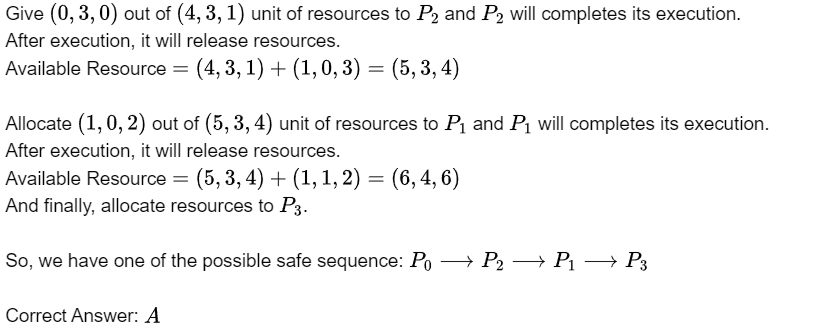 Give (0, 3, 0) out of (4, 3, 1) unit of resources to P₂ and P₂ will completes its execution.
After execution, it will release resources.
Available Resource = (4, 3, 1) + (1, 0, 3) = (5, 3, 4)
Allocate (1, 0, 2) out of (5, 3, 4) unit of resources to P₁ and P₁ will completes its execution.
After execution, it will release resources.
Available Resource = (5, 3, 4) + (1, 1, 2) = (6, 4, 6)
And finally, allocate resources to P₃.
So, we have one of the possible safe sequence: P₀ ⟶ P₂ ⟶ P₁ ⟶ P₃
Correct Answer: A